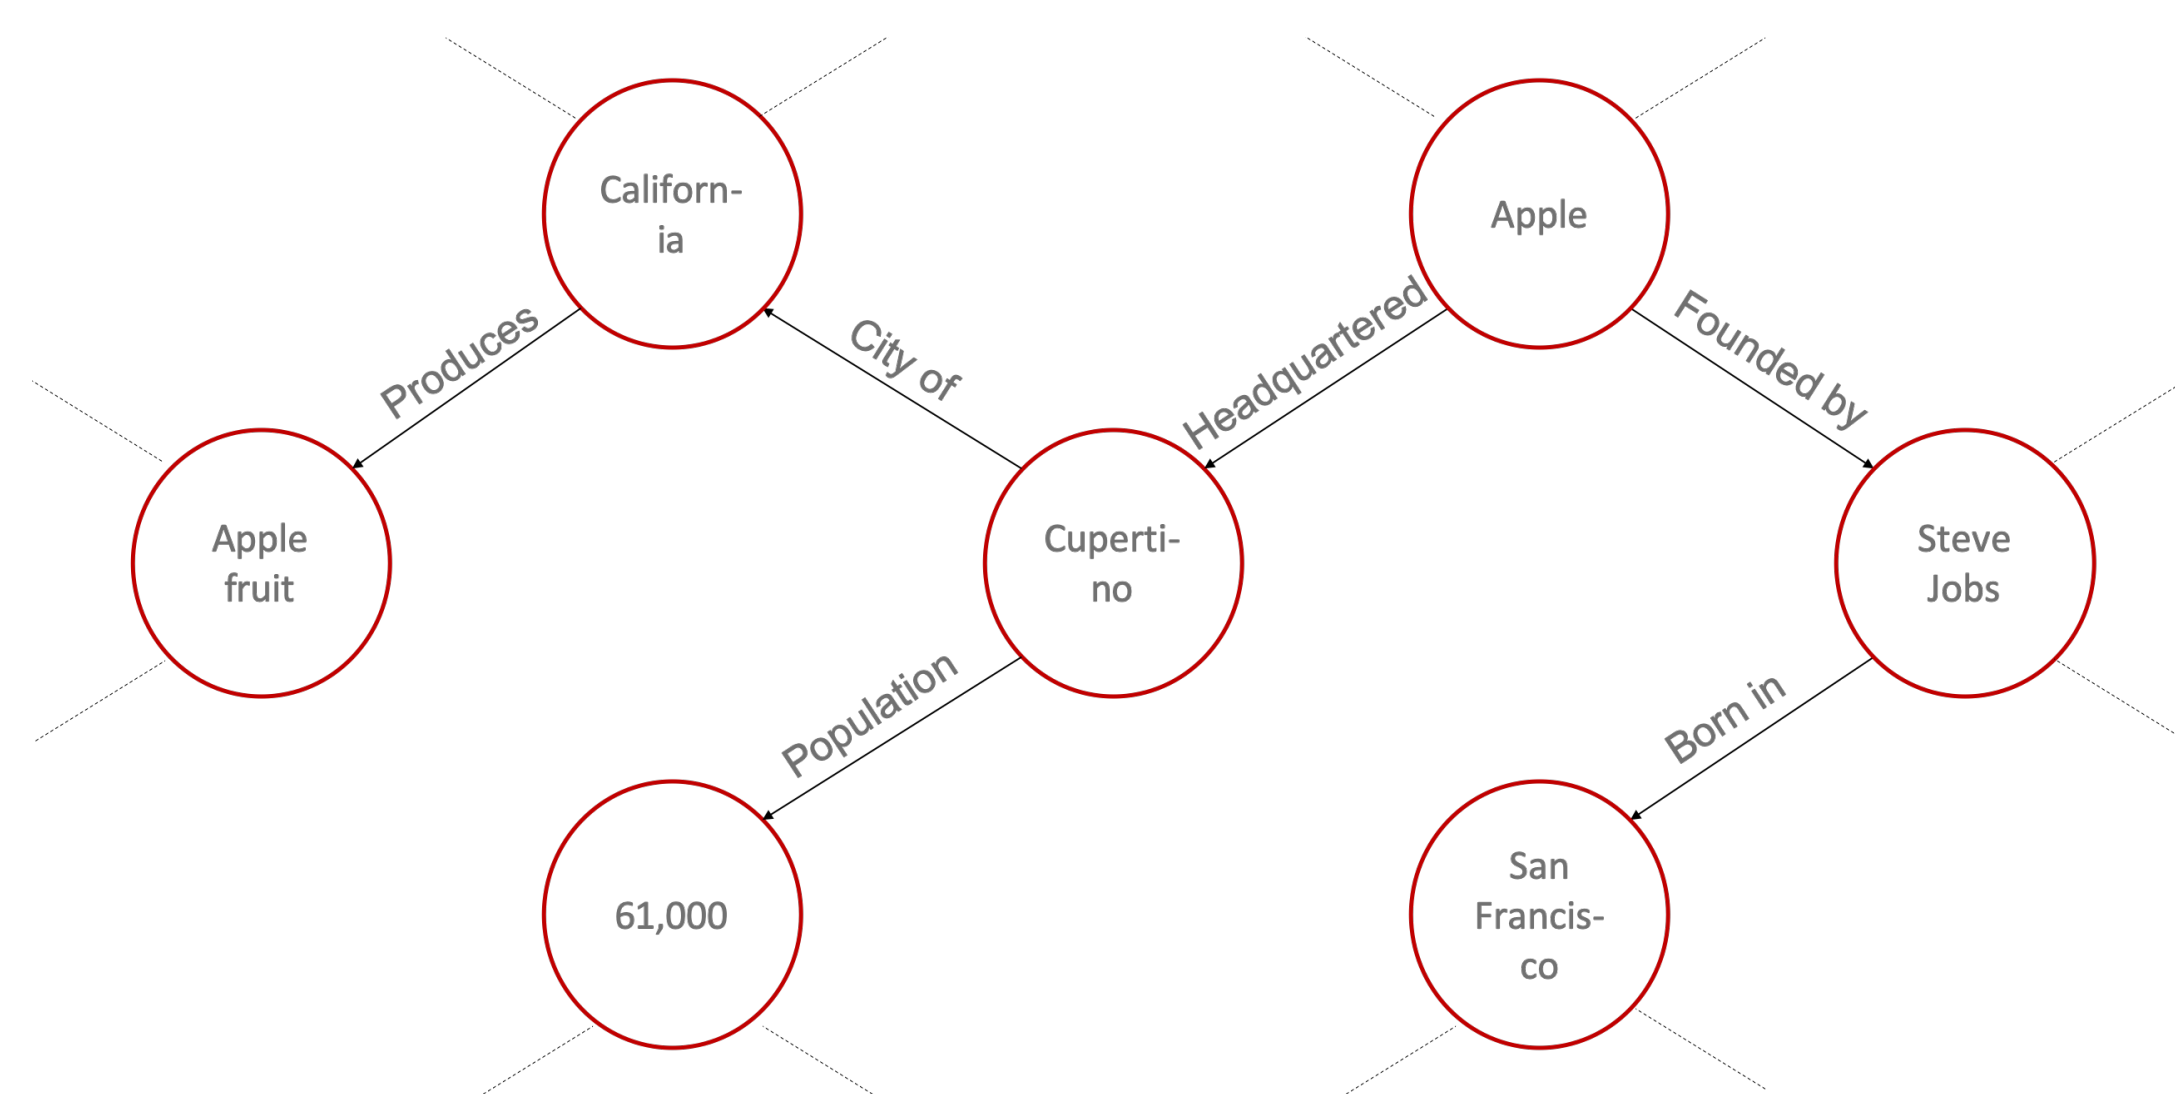 Californ-
ia
Apple
Produces
City of
Headquartered
Founded by
Apple
fruit
Cuperti-
no
Steve
Jobs
Population
Born in
61,000
San
Francis-
co